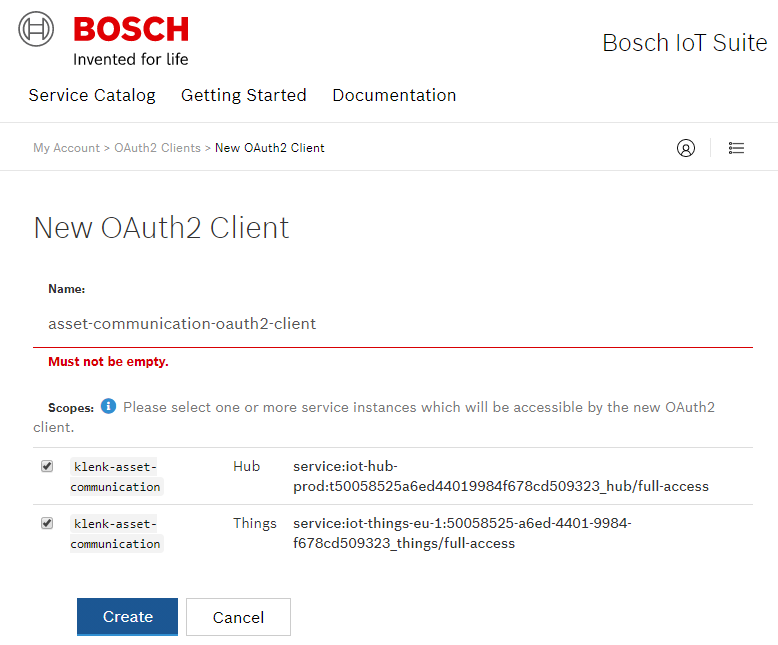 BOSCH
Invented for life
Bosch IoT Suite
Service Catalog Getting Started Documentation
My Account > OAuth2 Clients > New OAuth2 Client
New OAuth2 Client
Name:
asset-communication-oauth2-client
Must not be empty.
Scopes: i Please select one or more service instances which will be accessible by the new OAuth2
client.
klenk-asset- Hub service:iot-hub-
communication prod:t50058525a6ed44019984f678cd509323_hub/full-access
klenk-asset- Things service:iot-things-eu-1:50058525-a6ed-4401-9984-
communication f678cd509323_things/full-access
Create Cancel